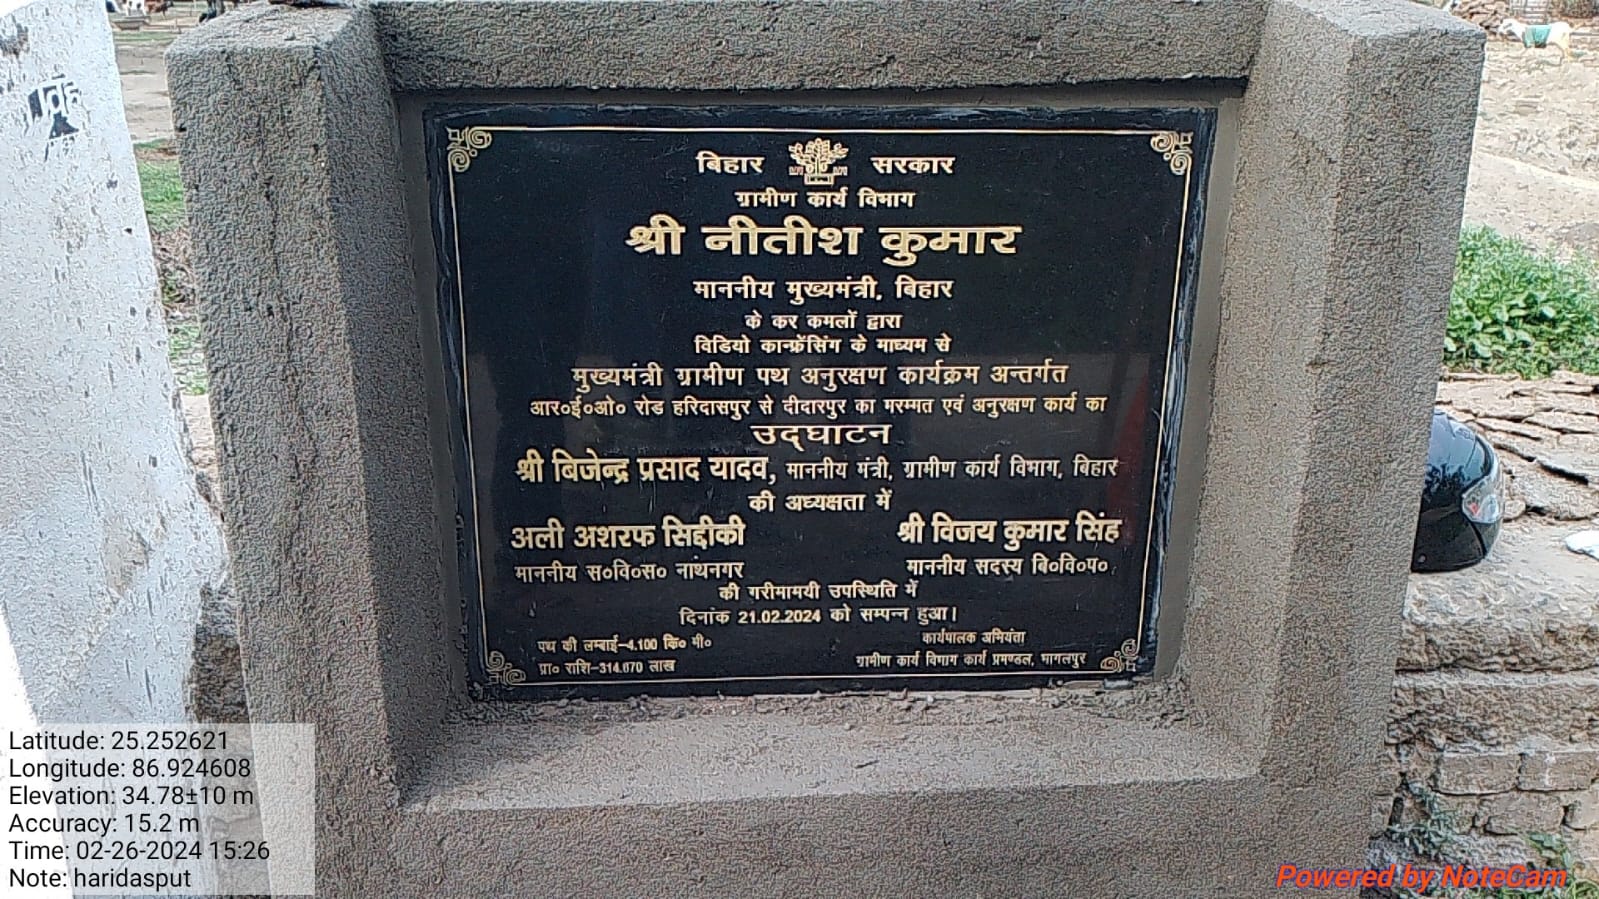 बिहार सरकार
ग्रामीण कार्य विभाग
श्री नीतीश कुमार
माननीय मुख्यमंत्री, बिहार
के कर कमलों द्वारा
विडियो कान्फ्रेंसिंग के माध्यम से
मुख्यमंत्री ग्रामीण पथ अनुरक्षण कार्यक्रम अन्तर्गत
आर०ई०ओ० रोड हरिदासपुर से दीदारपुर का मरम्मत एवं अनुरक्षण कार्य का
उद्घाटन
श्री बिजेन्द्र प्रसाद यादव, माननीय मंत्री, ग्रामीण कार्य विभाग, बिहार
की अध्यक्षता में
अली अशरफ सिद्दीकी श्री विजय कुमार सिंह
माननीय स०वि०स० नाथनगर माननीय सदस्य बि०वि०प०
की गरीमामयी उपस्थिति में
दिनांक 21.02.2024 को सम्पन्न हुआ।
पथ की लम्बाई-4.100 कि० मी० कार्यपालक अभियंता
प्रा० राशि-314.670 लाख ग्रामीण कार्य विभाग कार्य प्रमण्डल, भागलपुर
Latitude: 25.252621
Longitude: 86.924608
Elevation: 34.78±10 m
Accuracy: 15.2 m
Time: 02-26-2024 15:26
Note: haridasput
Powered by NoteCam